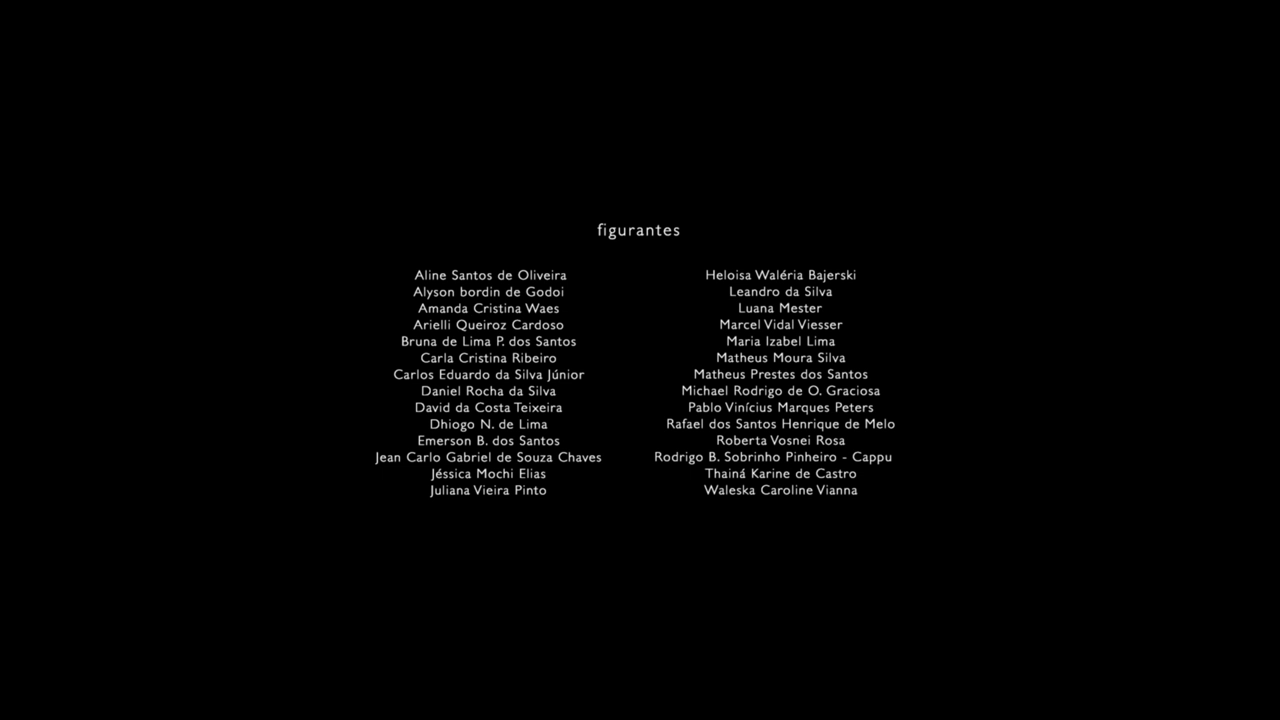 figurantes
Aline Santos de Oliveira
Alyson bordin de Godoi
Amanda Cristina Waes
Arielli Queiroz Cardoso
Bruna de Lima P. dos Santos
Carla Cristina Ribeiro
Carlos Eduardo da Silva Júnior
Daniel Rocha da Silva
David da Costa Teixeira
Dhiogo N. de Lima
Emerson B. dos Santos
Jean Carlo Gabriel de Souza Chaves
Jéssica Mochi Elias
Juliana Vieira Pinto
Heloisa Waléria Bajerski
Leandro da Silva
Luana Mester
Marcel Vidal Viesser
Maria Izabel Lima
Matheus Moura Silva
Matheus Prestes dos Santos
Michael Rodrigo de O. Graciosa
Pablo Vinícius Marques Peters
Rafael dos Santos Henrique de Melo
Roberta Vosnei Rosa
Rodrigo B. Sobrinho Pinheiro - Cappu
Thainá Karine de Castro
Waleska Caroline Vianna